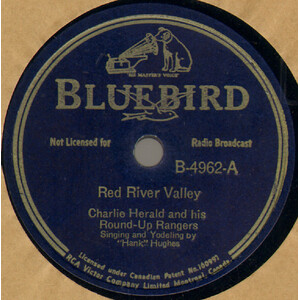 "HIS MASTER'S VOICE"
BLUEBIRD
Not Licensed for Radio Broadcast
B-4962-A
Red River Valley
Charlie Herald and his
Round-Up Rangers
Singing and Yodeling by
"Hank" Hughes
Licensed under Canadian Patent No. 160997
RCA Victor Company Limited Montreal, Canada